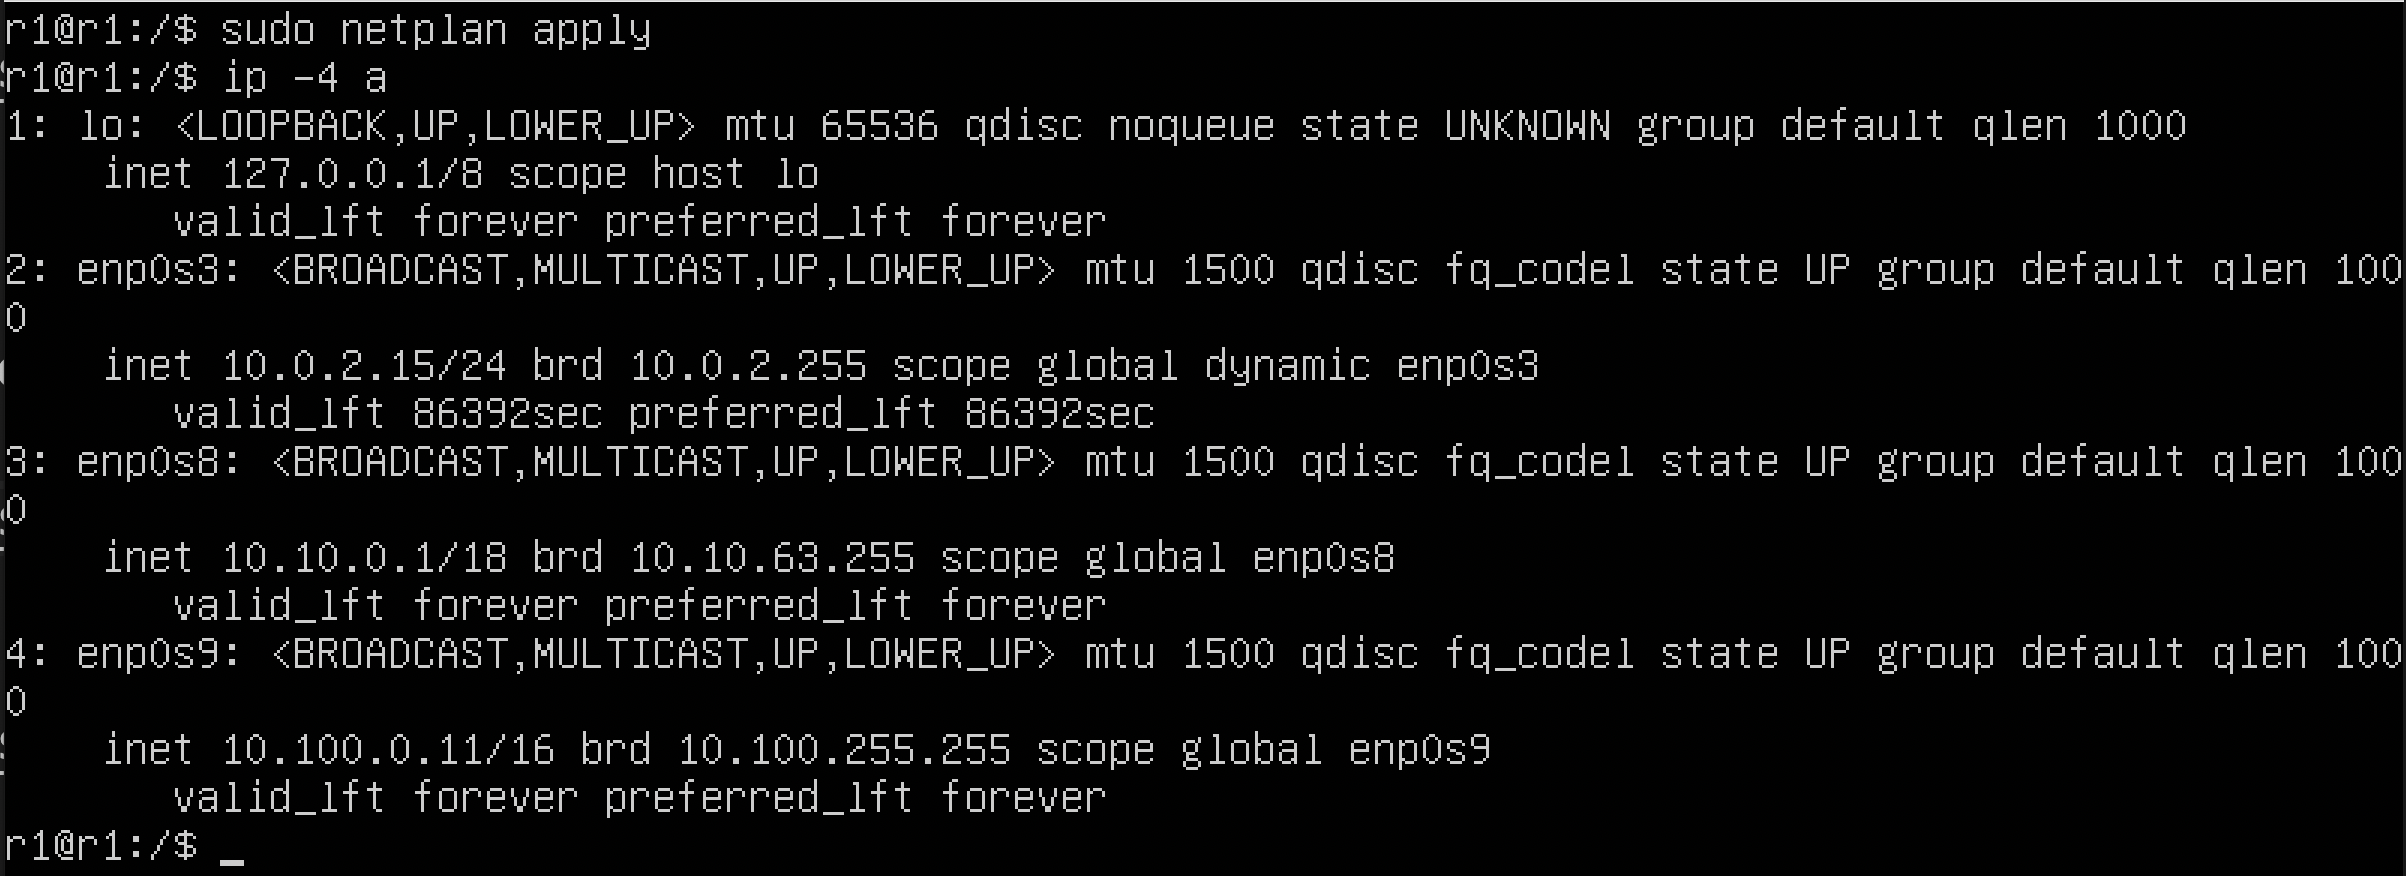 r1@r1:/$ sudo netplan apply
r1@r1:/$ ip -4 a
1: lo: <LOOPBACK,UP,LOWER_UP> mtu 65536 qdisc noqueue state UNKNOWN group default qlen 1000
    inet 127.0.0.1/8 scope host lo
       valid_lft forever preferred_lft forever
2: enp0s3: <BROADCAST,MULTICAST,UP,LOWER_UP> mtu 1500 qdisc fq_codel state UP group default qlen 100
0
    inet 10.0.2.15/24 brd 10.0.2.255 scope global dynamic enp0s3
       valid_lft 86392sec preferred_lft 86392sec
3: enp0s8: <BROADCAST,MULTICAST,UP,LOWER_UP> mtu 1500 qdisc fq_codel state UP group default qlen 100
0
    inet 10.10.0.1/18 brd 10.10.63.255 scope global enp0s8
       valid_lft forever preferred_lft forever
4: enp0s9: <BROADCAST,MULTICAST,UP,LOWER_UP> mtu 1500 qdisc fq_codel state UP group default qlen 100
0
    inet 10.100.0.11/16 brd 10.100.255.255 scope global enp0s9
       valid_lft forever preferred_lft forever
r1@r1:/$ _